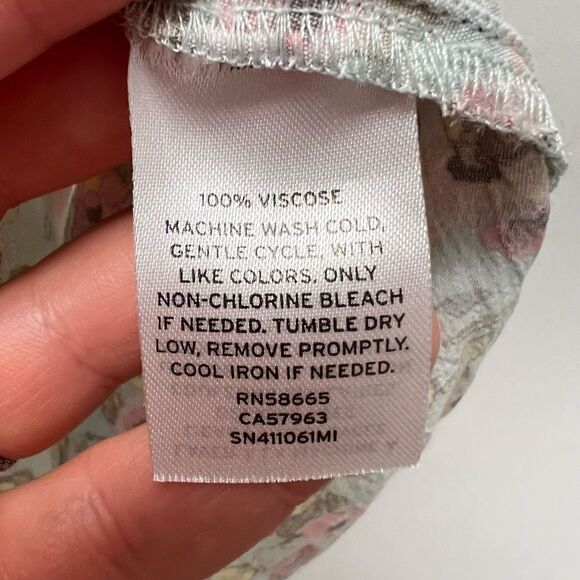 100% VISCOSE
MACHINE WASH COLD,
GENTLE CYCLE, WITH
LIKE COLORS. ONLY
NON-CHLORINE BLEACH
IF NEEDED. TUMBLE DRY
LOW, REMOVE PROMPTLY.
COOL IRON IF NEEDED.
RN58665
CA57963
SN411061MI